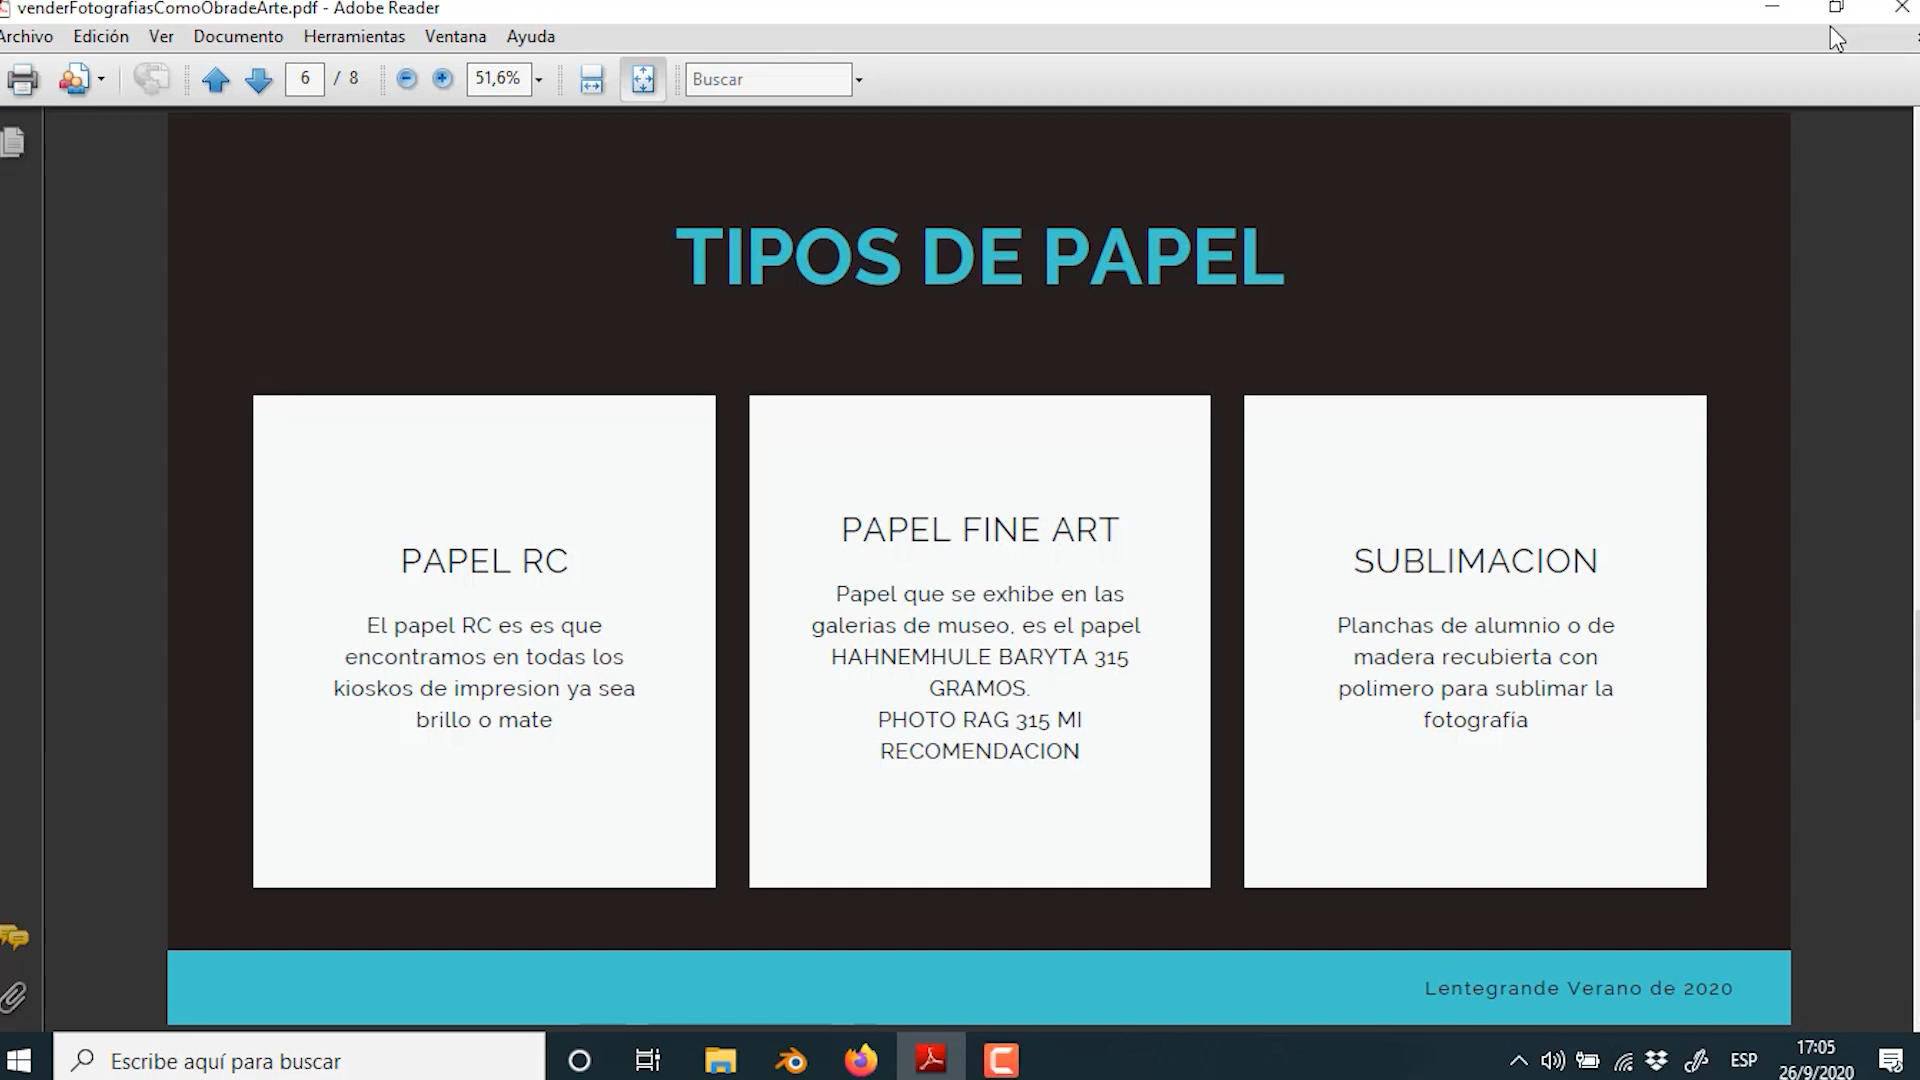 venderFotografiasComoObradeArte.pdf - Adobe Reader
Archivo Edición Ver Documento Herramientas Ventana Ayuda
6 / 8 51,6% Buscar
TIPOS DE PAPEL
PAPEL RC
El papel RC es es que
encontramos en todas los
kioskos de impresion ya sea
brillo o mate
PAPEL FINE ART
Papel que se exhibe en las
galerias de museo, es el papel
HAHNEMHULE BARYTA 315
GRAMOS.
PHOTO RAG 315 MI
RECOMENDACION
SUBLIMACION
Planchas de alumnio o de
madera recubierta con
polimero para sublimar la
fotografía
Lentegrande Verano de 2020
Escribe aquí para buscar
ESP
17:05
26/9/2020